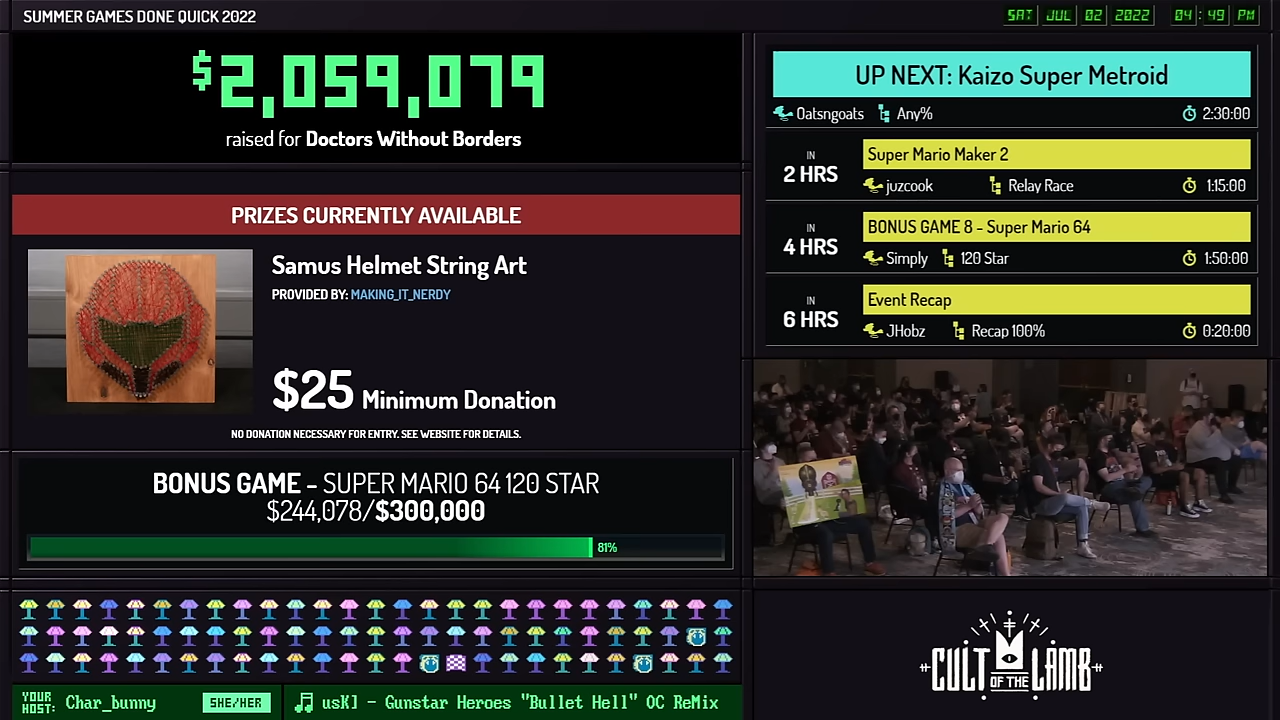 SUMMER GAMES DONE QUICK 2022
SAT JUL 02 2022 04:49 PM
$2,059,079
raised for Doctors Without Borders
PRIZES CURRENTLY AVAILABLE
Samus Helmet String Art
PROVIDED BY: MAKING_IT_NERDY
$25 Minimum Donation
NO DONATION NECESSARY FOR ENTRY. SEE WEBSITE FOR DETAILS.
BONUS GAME - SUPER MARIO 64 120 STAR
$244,078/$300,000
81%
YOUR HOST: Char_bunny SHE/HER
usK] - Gunstar Heroes "Bullet Hell" OC ReMix
UP NEXT: Kaizo Super Metroid
Oatsngoats Any% 2:30:00
IN 2 HRS
Super Mario Maker 2
juzcook Relay Race 1:15:00
IN 4 HRS
BONUS GAME 8 - Super Mario 64
Simply 120 Star 1:50:00
IN 6 HRS
Event Recap
JHobz Recap 100% 0:20:00
CULT OF THE LAMB